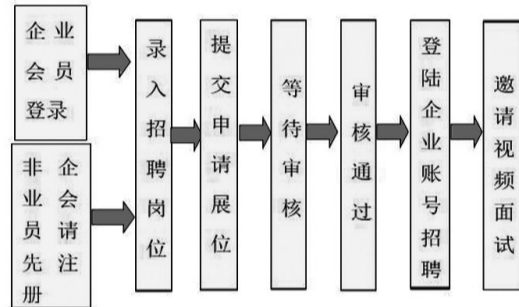 企业
会员
登录
非企
业会
员请
先注
册
录入招聘岗位
提交申请展位
等待审核
审核通过
登陆企业账号招聘
邀请视频面试